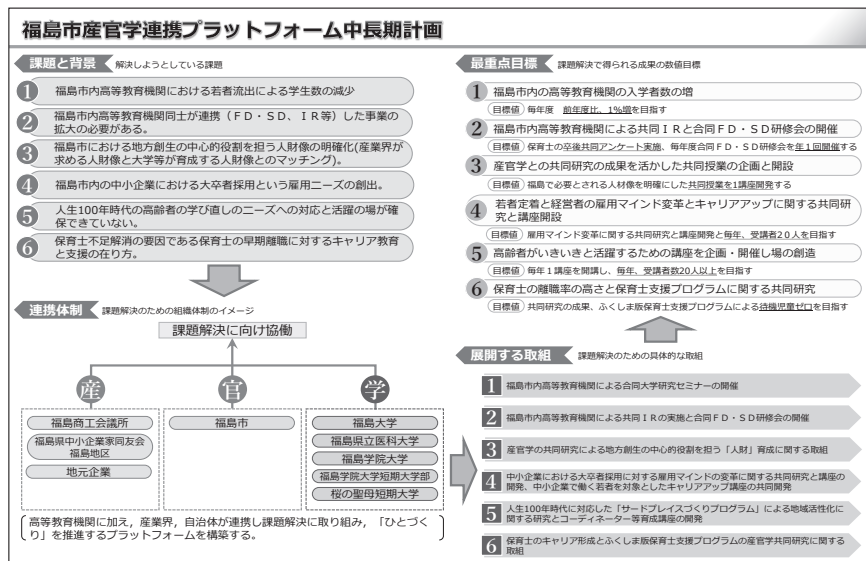 福島市産官学連携プラットフォーム中長期計画
課題と背景 解決しようとしている課題
1 福島市内高等教育機関における若者流出による学生数の減少
2 福島市内高等教育機関同士が連携（ＦＤ・ＳＤ、ＩＲ等）した事業の
拡大の必要がある。
3 福島市における地方創生の中心的役割を担う人財像の明確化(産業界が
求める人財像と大学等が育成する人財像とのマッチング)。
4 福島市内の中小企業における大卒者採用という雇用ニーズの創出。
5 人生100年時代の高齢者の学び直しのニーズへの対応と活躍の場が確
保できていない。
6 保育士不足解消の要因である保育士の早期離職に対するキャリア教育
と支援の在り方。
連携体制 課題解決のための組織体制のイメージ
課題解決に向け協働
産 官 学
福島商工会議所
福島県中小企業家同友会
福島地区
地元企業
福島市
福島大学
福島県立医科大学
福島学院大学
福島学院大学短期大学部
桜の聖母短期大学
高等教育機関に加え，産業界，自治体が連携し課題解決に取り組み，「ひとづく
り」を推進するプラットフォームを構築する。
最重点目標 課題解決で得られる成果の数値目標
1 福島市内の高等教育機関の入学者数の増
目標値 毎年度　前年度比、1％増を目指す
2 福島市内高等教育機関による共同ＩＲと合同ＦＤ・ＳＤ研修会の開催
目標値 保育士の卒後共同アンケート実施、毎年度合同ＦＤ・ＳＤ研修会を年１回開催する
3 産官学との共同研究の成果を活かした共同授業の企画と開設
目標値 福島で必要とされる人財像を明確にした共同授業を1講座開発する
4 若者定着と経営者の雇用マインド変革とキャリアアップに関する共同研
究と講座開設
目標値 雇用マインド変革に関する共同研究と講座開発と毎年、受講者２０人を目指す
5 高齢者がいきいきと活躍するための講座を企画・開催し場の創造
目標値 毎年１講座を開講し、毎年、受講者数20人以上を目指す
6 保育士の離職率の高さと保育士支援プログラムに関する共同研究
目標値 共同研究の成果、ふくしま版保育士支援プログラムによる待機児童ゼロを目指す
展開する取組 課題解決のための具体的な取組
1 福島市内高等教育機関による合同大学研究セミナーの開催
2 福島市内高等教育機関による共同ＩＲの実施と合同ＦＤ・ＳＤ研修会の開催
3 産官学の共同研究による地方創生の中心的役割を担う「人財」育成に関する取組
4 中小企業における大卒者採用に対する雇用マインドの変革に関する共同研究と講座の
開発、中小企業で働く若者を対象としたキャリアアップ講座の共同開発
5 人生100年時代に対応した「サードプレイスづくりプログラム」による地域活性化に
関する研究とコーディネーター等育成講座の開発
6 保育士のキャリア形成とふくしま版保育士支援プログラムの産官学共同研究に関する
取組